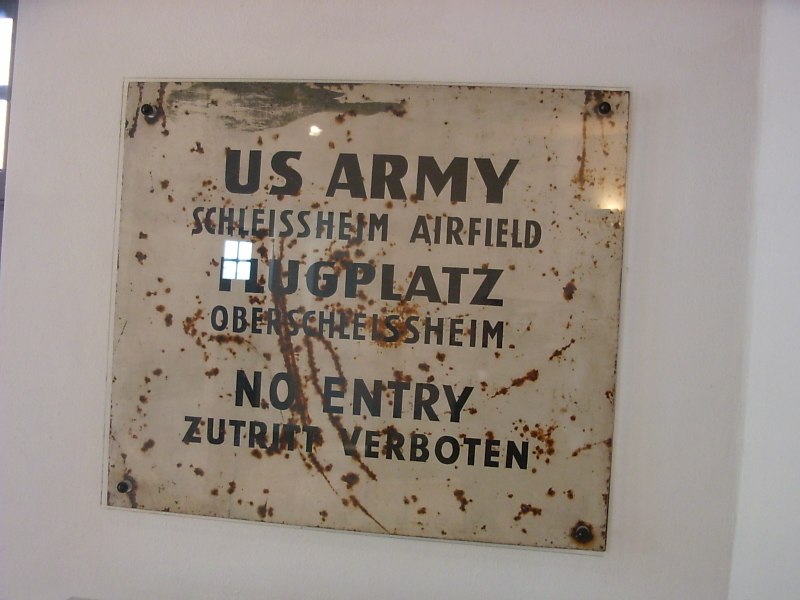 US ARMY
SCHLEISSHEIM AIRFIELD
FLUGPLATZ
OBERSCHLEISSHEIM
NO ENTRY
ZUTRITT VERBOTEN